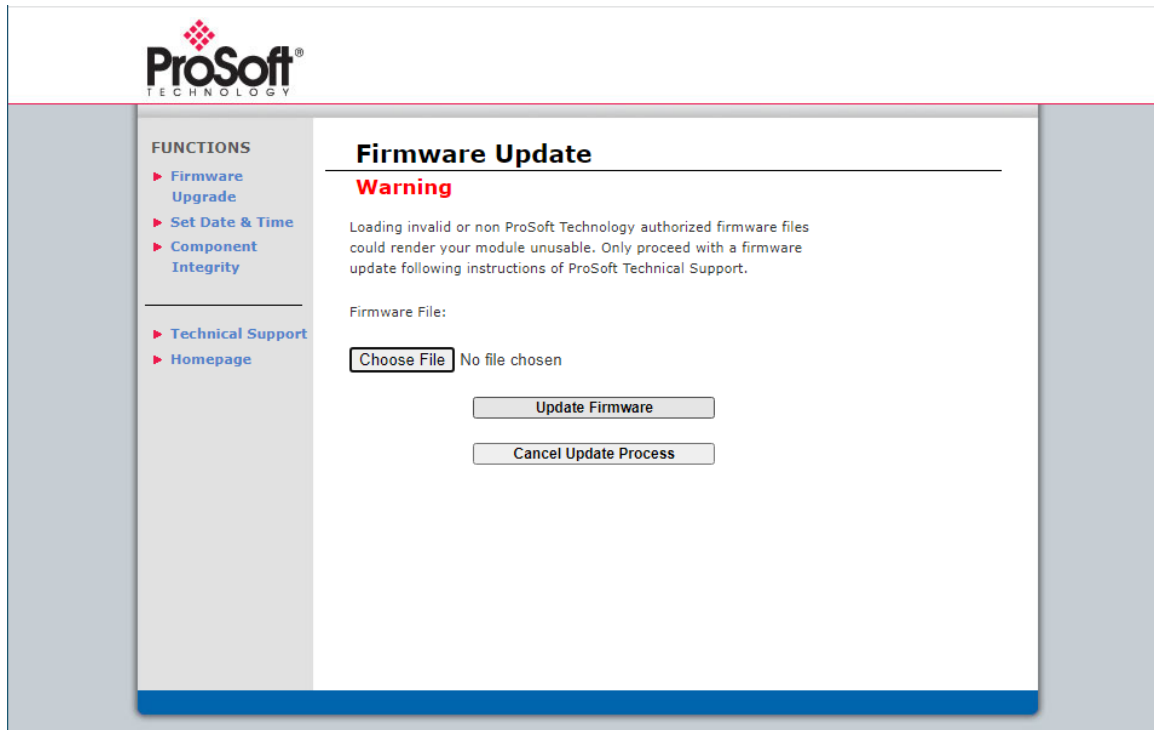 ProSoft®
TECHNOLOGY
FUNCTIONS
Firmware
Upgrade
Set Date & Time
Component
Integrity
Technical Support
Homepage
Firmware Update
Warning
Loading invalid or non ProSoft Technology authorized firmware files
could render your module unusable. Only proceed with a firmware
update following instructions of ProSoft Technical Support.
Firmware File:
Choose File No file chosen
Update Firmware
Cancel Update Process